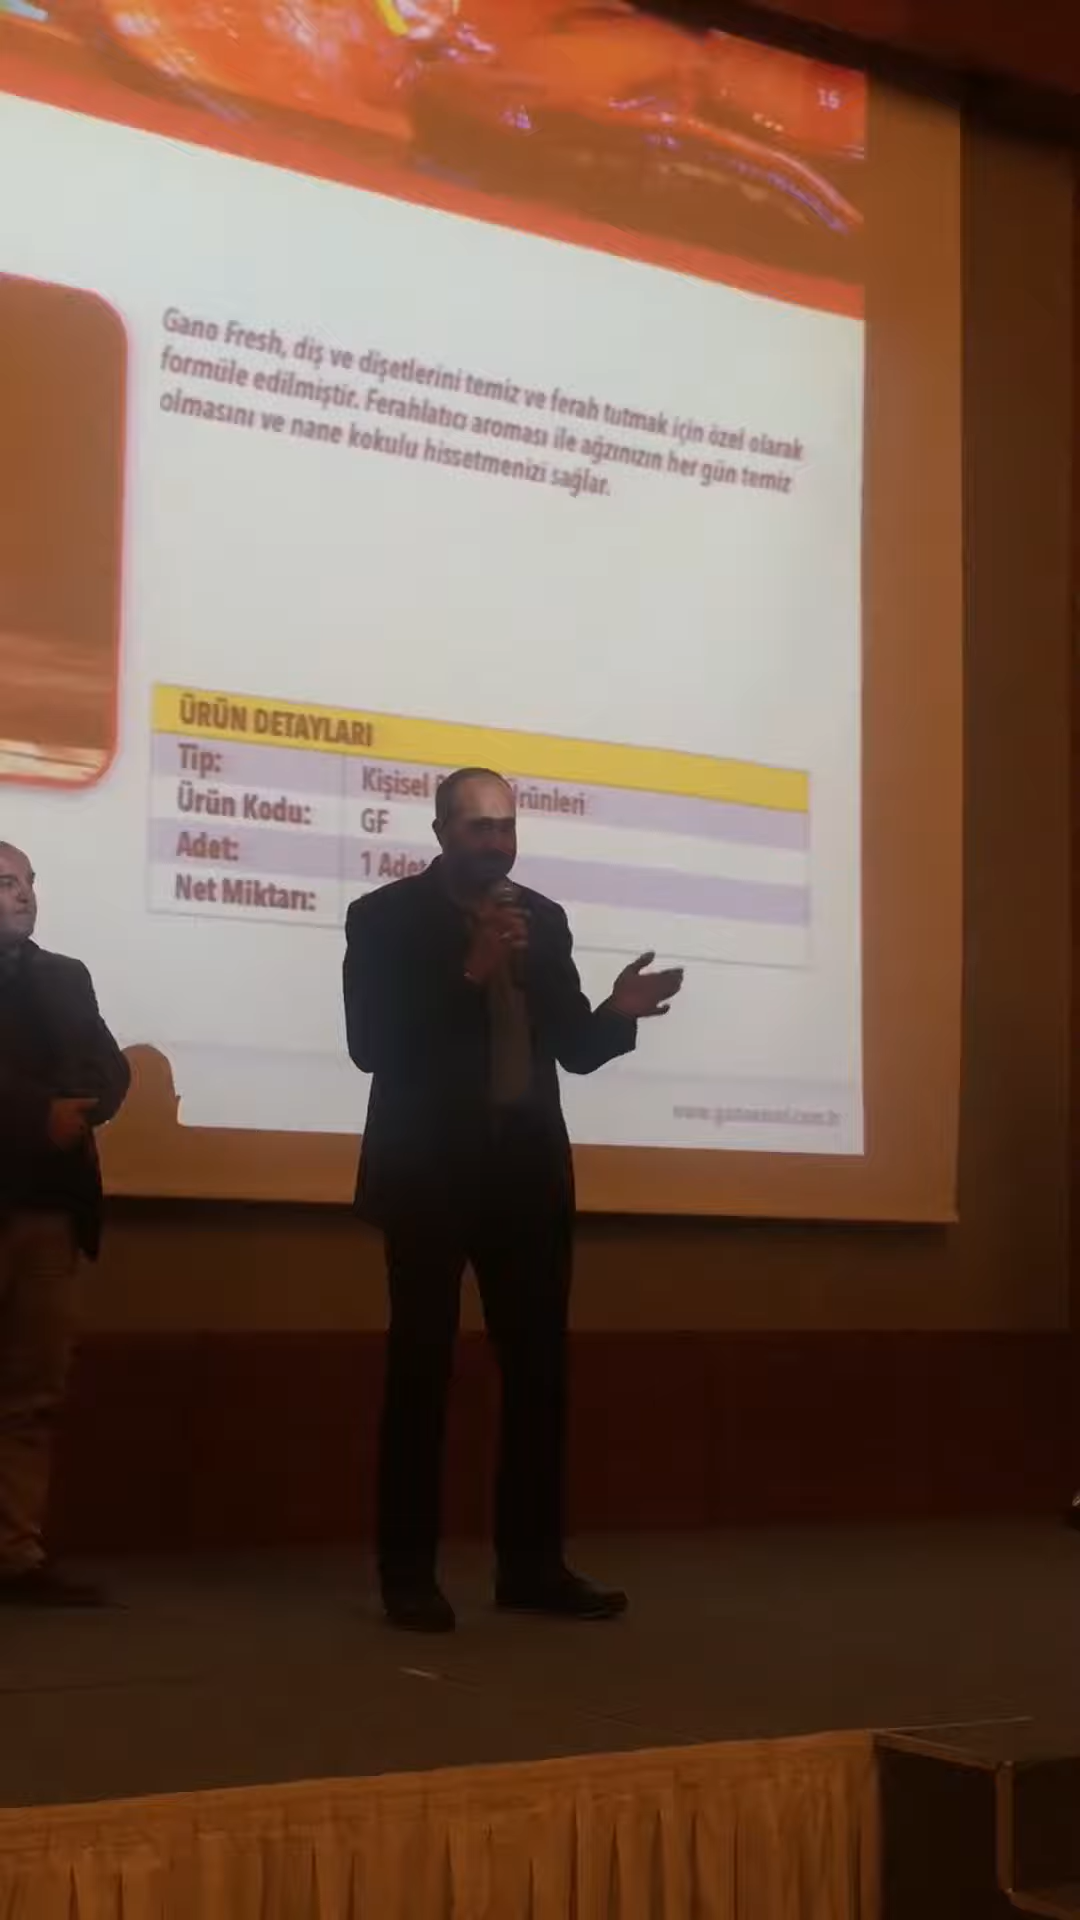 16
Gano Fresh, diş ve dişetlerini temiz ve ferah tutmak için özel olarak
formüle edilmiştir. Ferahlatıcı aroması ile ağzınızın her gün temiz
olmasını ve nane kokulu hissetmenizi sağlar.
ÜRÜN DETAYLARI
Tip: Kişisel rünleri
Ürün Kodu: GF
Adet: 1 Adet
Net Miktarı: